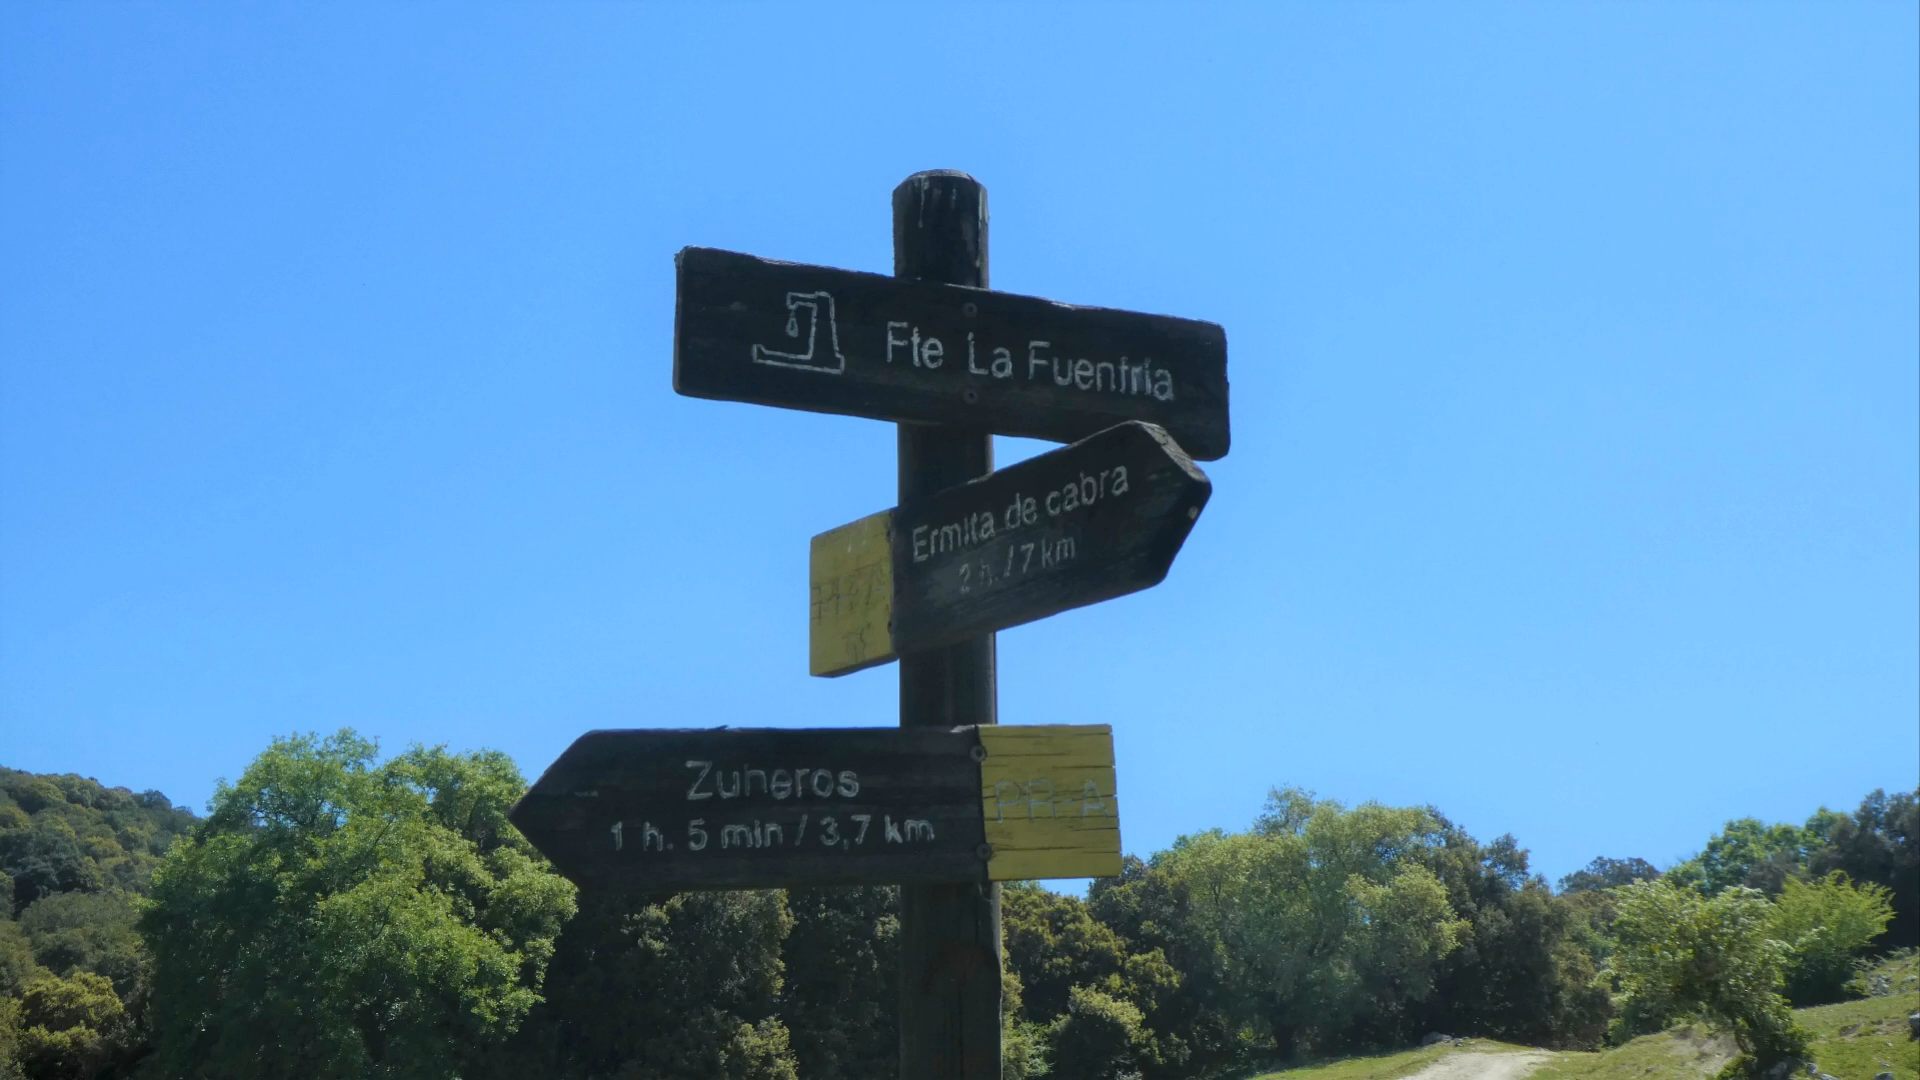 Fte La Fuenfría
Ermita de cabra
2 h. / 7 km
Zuheros
1 h. 5 min / 3,7 km
PR-A